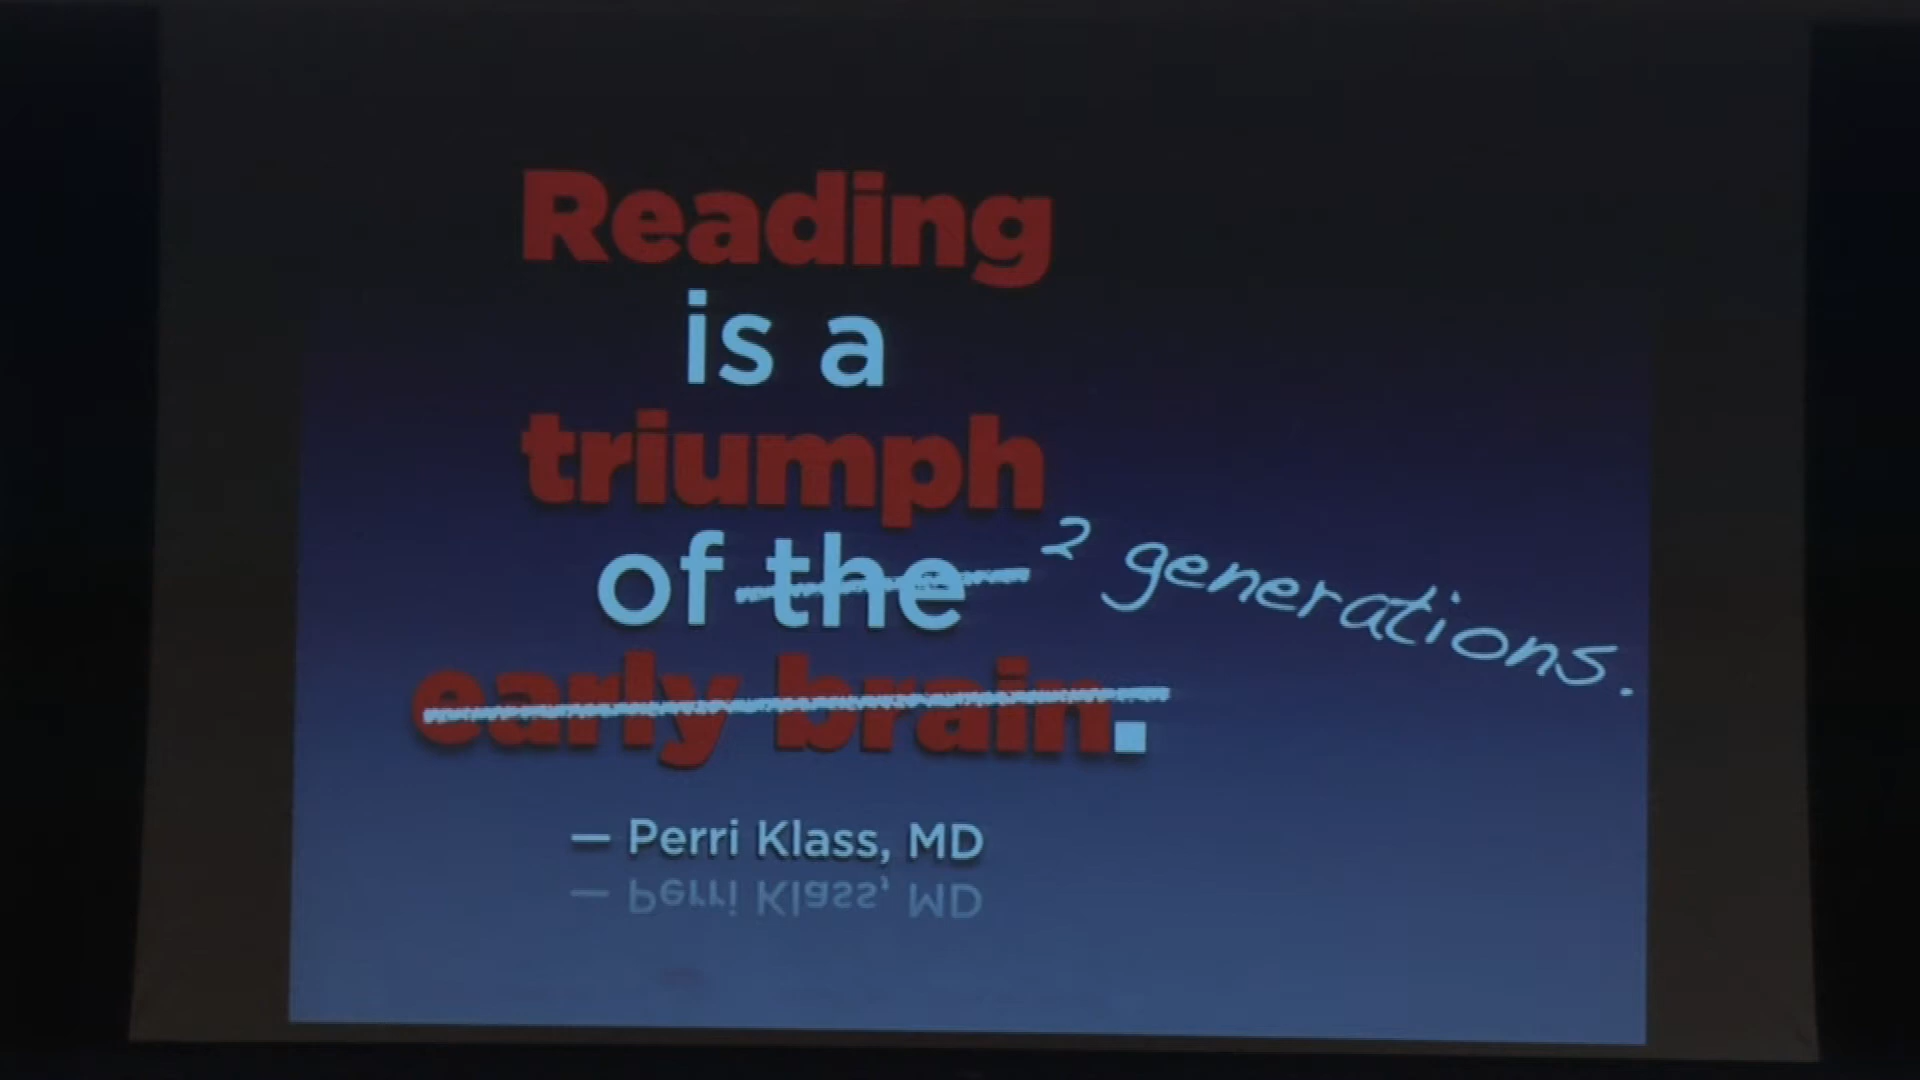 Reading
is a
triumph
of the 2 generations.
early brain.
— Perri Klass, MD
— Perri Klass, MD